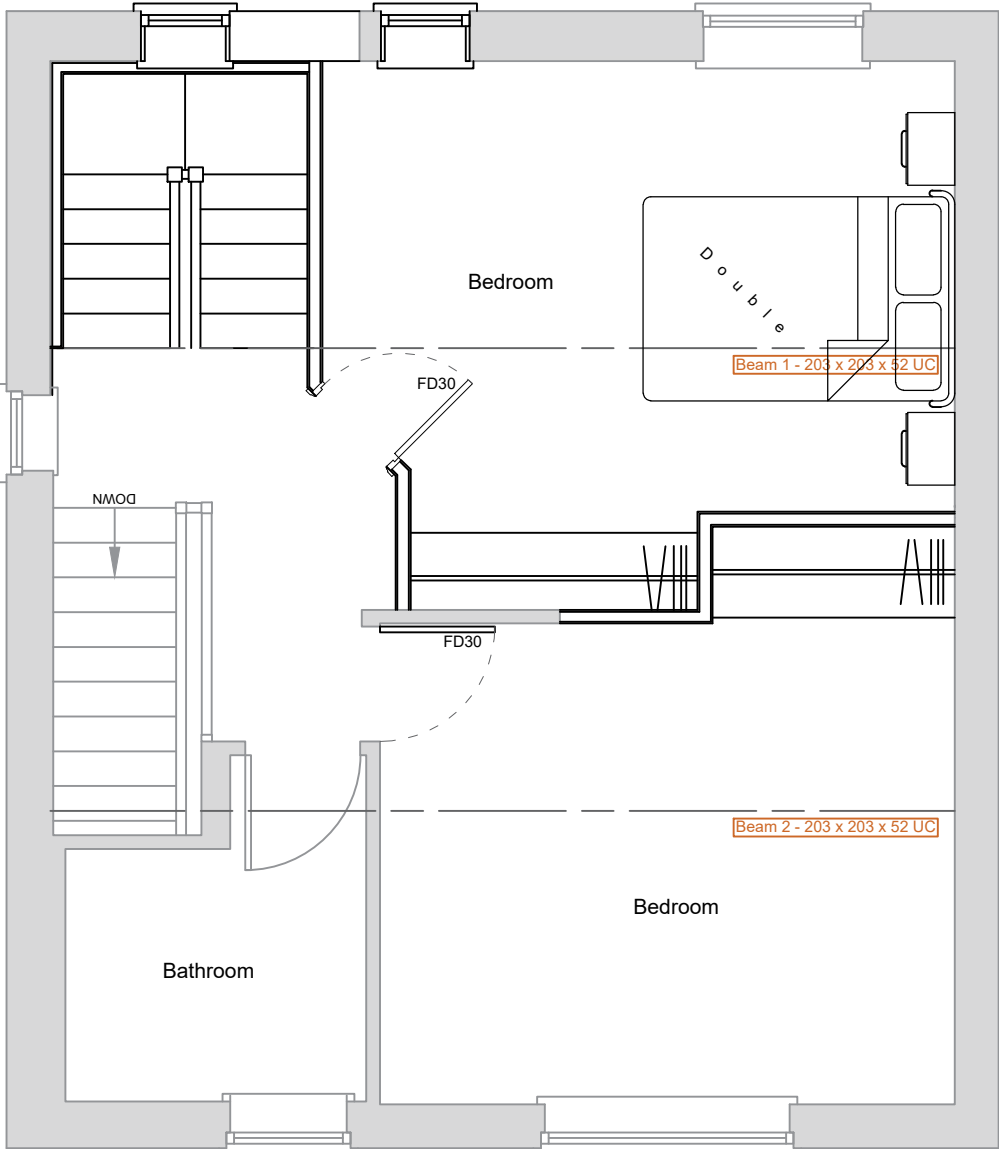 Bedroom
Double
Beam 1 - 203 x 203 x 52 UC
FD30
DOWN
FD30
Beam 2 - 203 x 203 x 52 UC
Bedroom
Bathroom